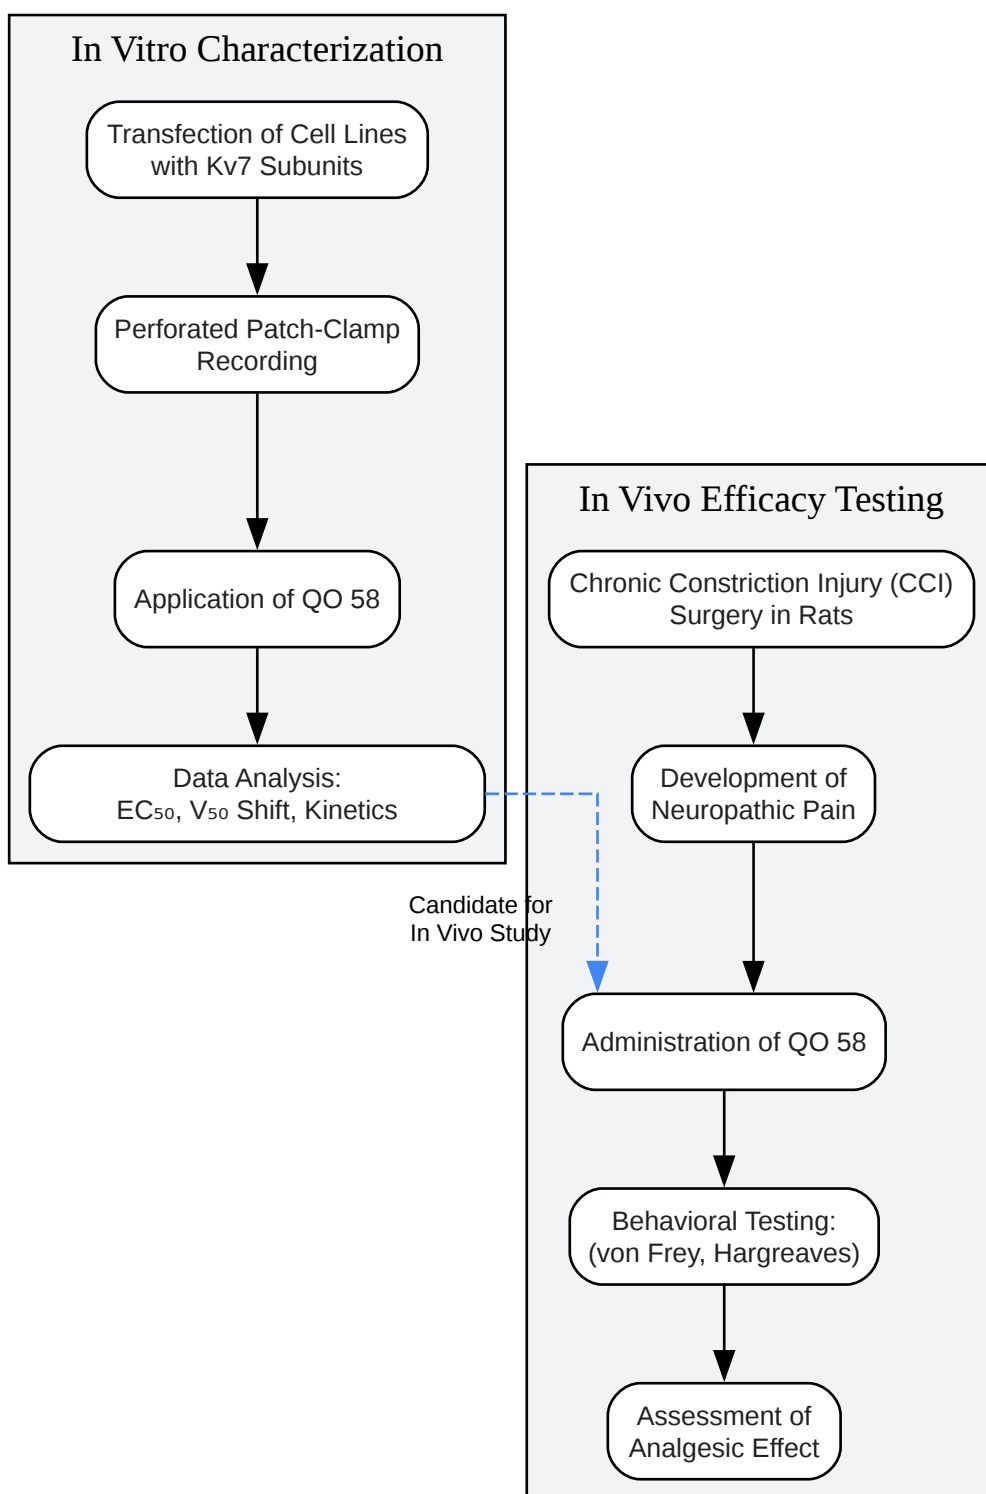 In Vitro Characterization
Transfection of Cell Lines
with Kv7 Subunits
Perforated Patch-Clamp
Recording
Application of QO 58
Data Analysis:
EC₅₀, V₅₀ Shift, Kinetics
Candidate for
In Vivo Study
In Vivo Efficacy Testing
Chronic Constriction Injury (CCI)
Surgery in Rats
Development of
Neuropathic Pain
Administration of QO 58
Behavioral Testing:
(von Frey, Hargreaves)
Assessment of
Analgesic Effect